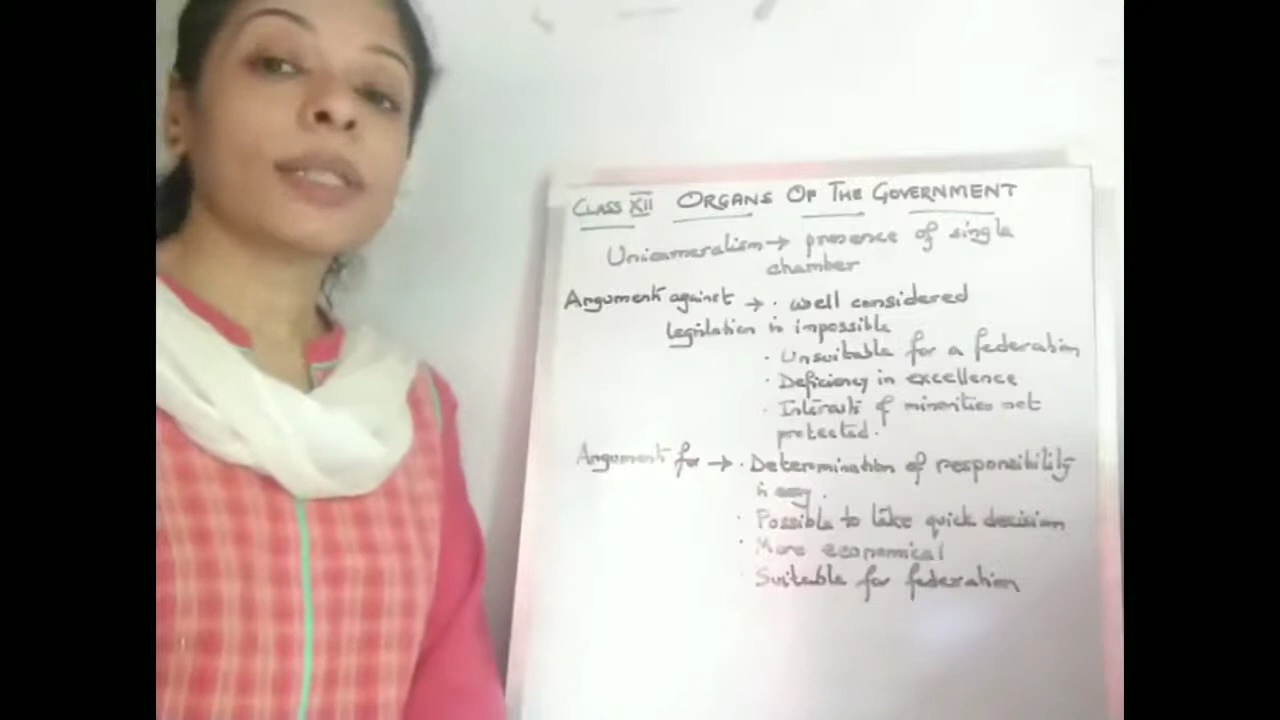 CLASS XII ORGANS OF THE GOVERNMENT
Unicameralism → presence of single
chamber
Argument against → · well considered
legislation is impossible
· Unsuitable for a federation
· Deficiency in excellence
· Interests of minorities not
protected.
Argument for → · Determination of responsibility
is easy.
· Possible to take quick decision
· More economical
· Suitable for federation